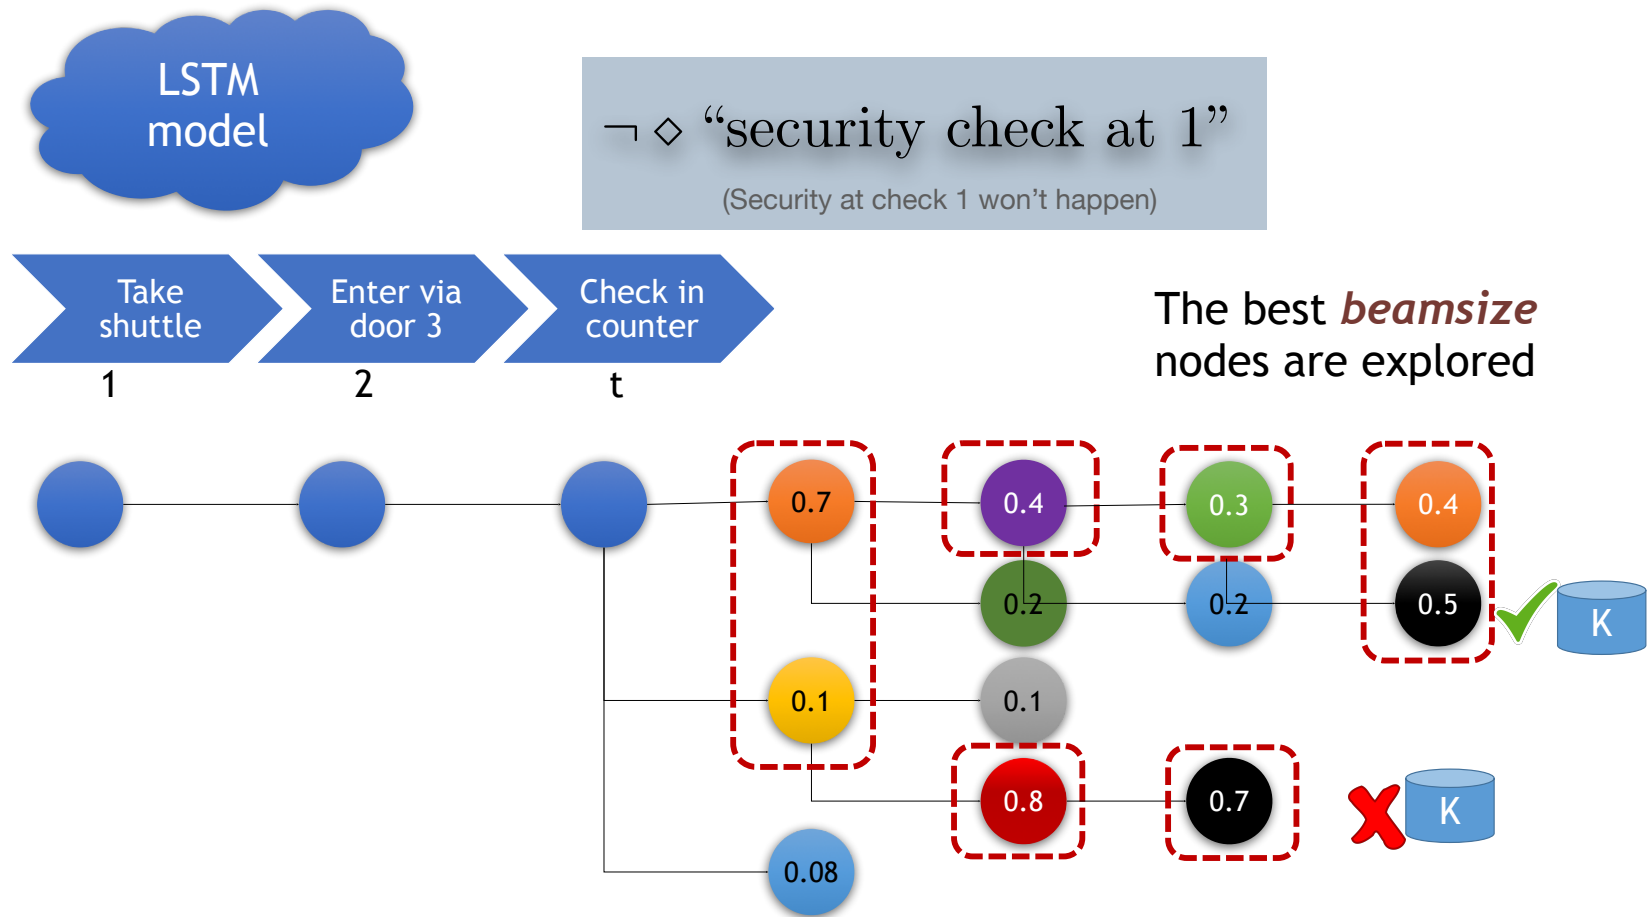 LSTM
model
¬ ⋄ “security check at 1”
(Security at check 1 won’t happen)
Take
shuttle
Enter via
door 3
Check in
counter
1
2
t
The best beamsize
nodes are explored
0.7
0.4
0.3
0.4
0.2
0.2
0.5
K
0.1
0.1
0.8
0.7
K
0.08